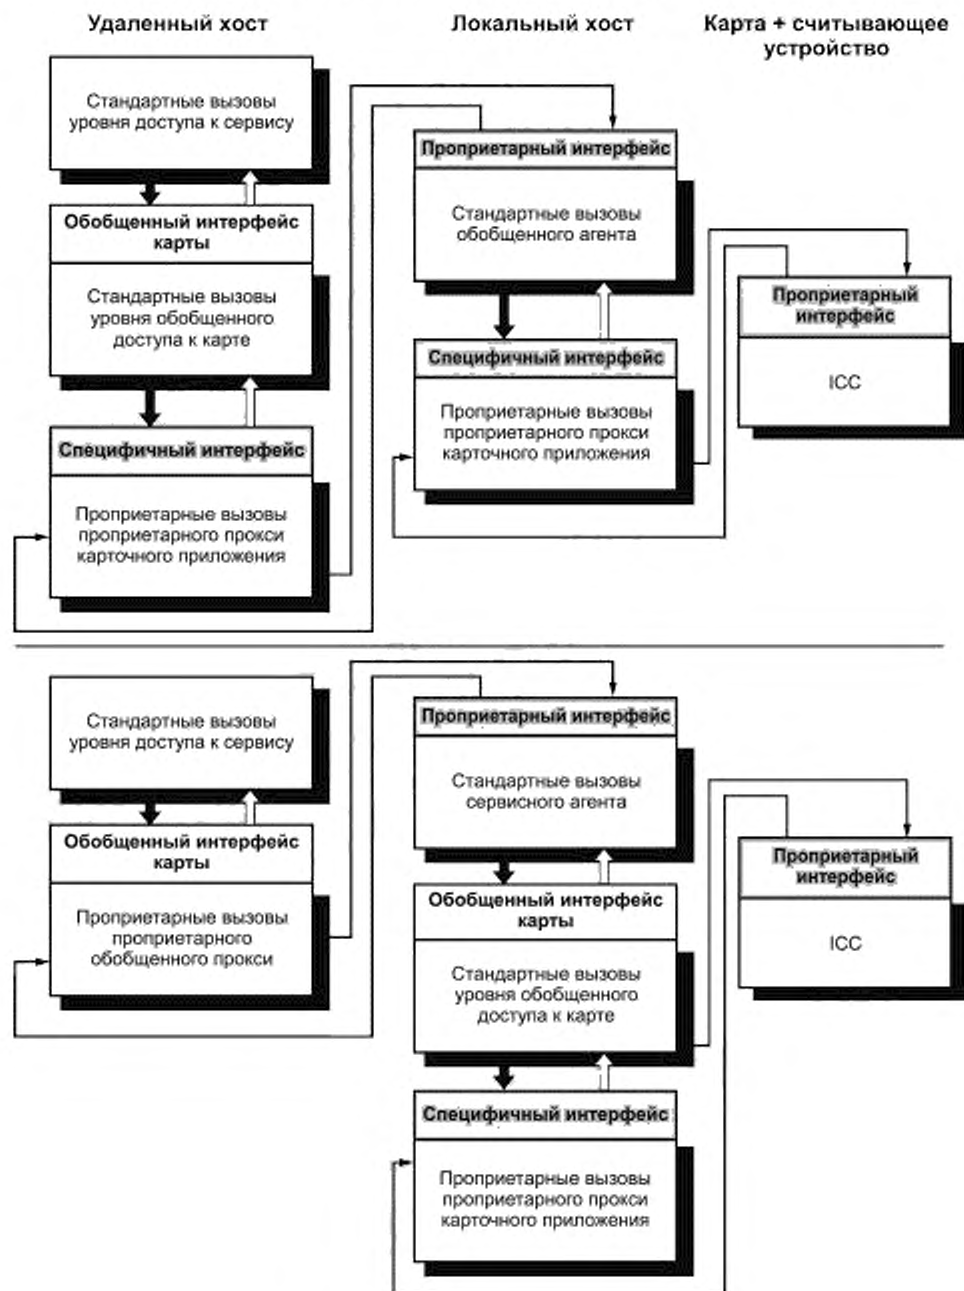 Удаленный хост
Локальный хост
Карта + считывающее
устройство
Стандартные вызовы
уровня доступа к сервису
Обобщенный интерфейс
карты
Стандартные вызовы
уровня обобщенного
доступа к карте
Специфичный интерфейс
Проприетарные вызовы
проприетарного прокси
карточного приложения
Проприетарный интерфейс
Стандартные вызовы
обобщенного агента
Специфичный интерфейс
Проприетарные вызовы
проприетарного прокси
карточного приложения
Проприетарный
интерфейс
ICC
Стандартные вызовы
уровня доступа к сервису
Обобщенный интерфейс
карты
Проприетарные вызовы
проприетарного
обобщенного прокси
Проприетарный интерфейс
Стандартные вызовы
сервисного агента
Обобщенный интерфейс
карты
Стандартные вызовы
уровня обобщенного
доступа к карте
Специфичный интерфейс
Проприетарные вызовы
проприетарного прокси
карточного приложения
Проприетарный
интерфейс
ICC